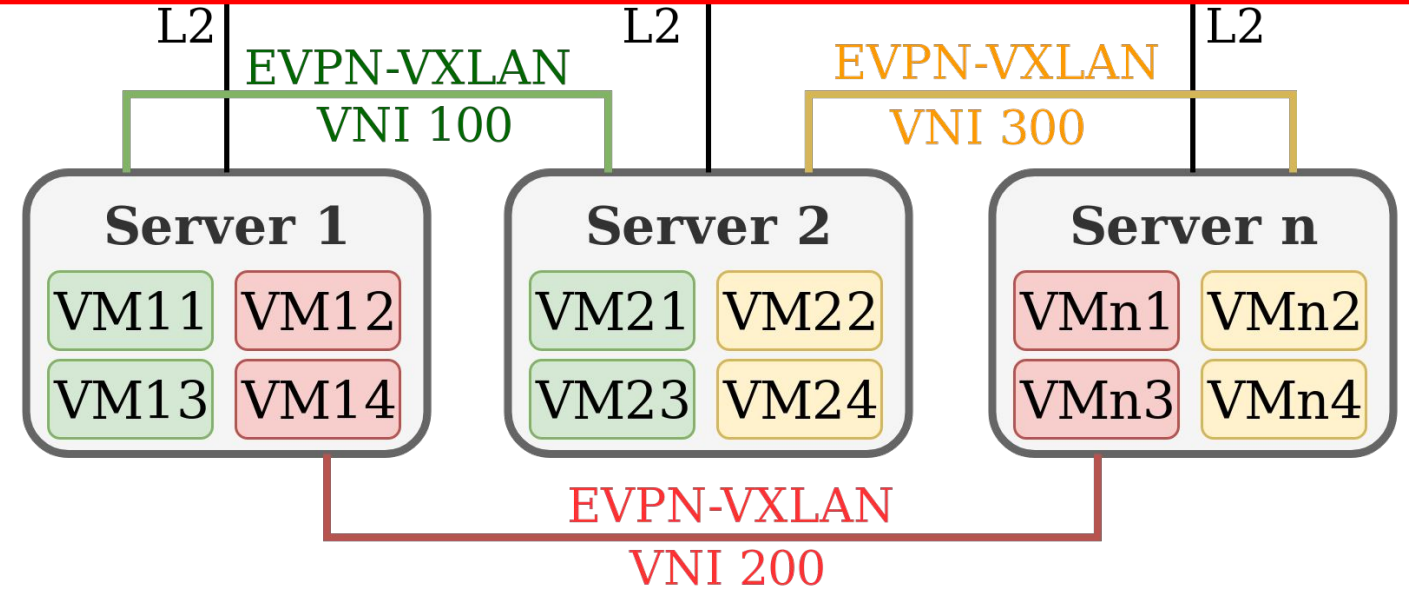 L2
L2
L2
EVPN-VXLAN
VNI 100
EVPN-VXLAN
VNI 300
Server 1
VM11 VM12
VM13 VM14
Server 2
VM21 VM22
VM23 VM24
Server n
VMn1 VMn2
VMn3 VMn4
EVPN-VXLAN
VNI 200